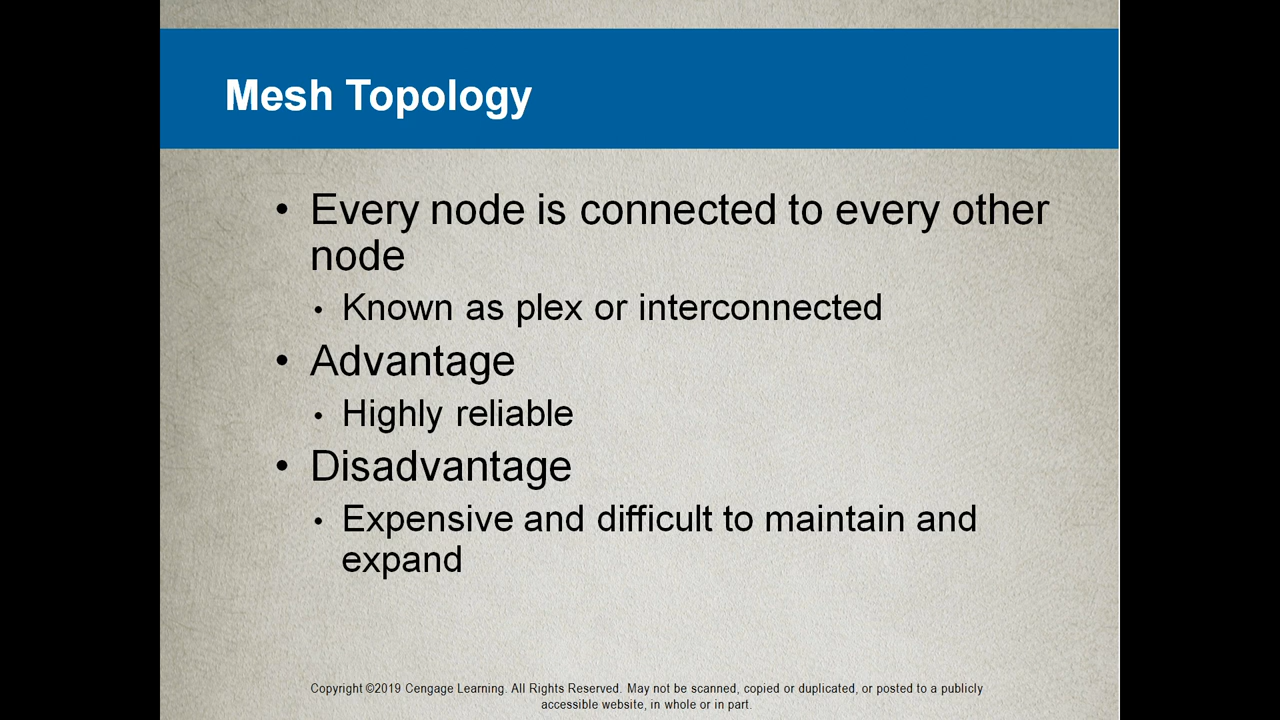 Mesh Topology
• Every node is connected to every other
node
• Known as plex or interconnected
• Advantage
• Highly reliable
• Disadvantage
• Expensive and difficult to maintain and
expand
Copyright ©2019 Cengage Learning. All Rights Reserved. May not be scanned, copied or duplicated, or posted to a publicly
accessible website, in whole or in part.